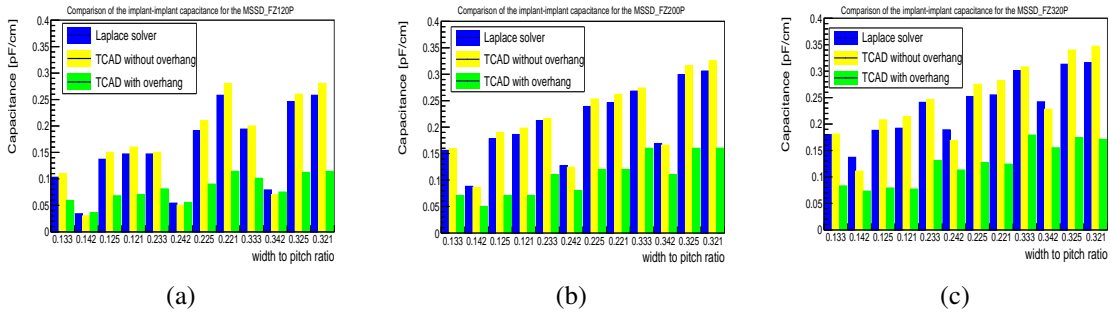 Comparison of the implant-implant capacitance for the MSSD_FZ120P
Capacitance [pF/cm]
0.4
0.35
0.3
0.25
0.2
0.15
0.1
0.05
0
Laplace solver
TCAD without overhang
TCAD with overhang
0.133 0.142 0.125 0.121 0.233 0.242 0.225 0.221 0.333 0.342 0.325 0.321
width to pitch ratio
(a)
Comparison of the implant-implant capacitance for the MSSD_FZ200P
Capacitance [pF/cm]
0.4
0.35
0.3
0.25
0.2
0.15
0.1
0.05
0
Laplace solver
TCAD without overhang
TCAD with overhang
0.133 0.142 0.125 0.121 0.233 0.242 0.225 0.221 0.333 0.342 0.325 0.321
width to pitch ratio
(b)
Comparison of the implant-implant capacitance for the MSSD_FZ320P
Capacitance [pF/cm]
0.4
0.35
0.3
0.25
0.2
0.15
0.1
0.05
0
Laplace solver
TCAD without overhang
TCAD with overhang
0.133 0.142 0.125 0.121 0.233 0.242 0.225 0.221 0.333 0.342 0.325 0.321
width to pitch ratio
(c)